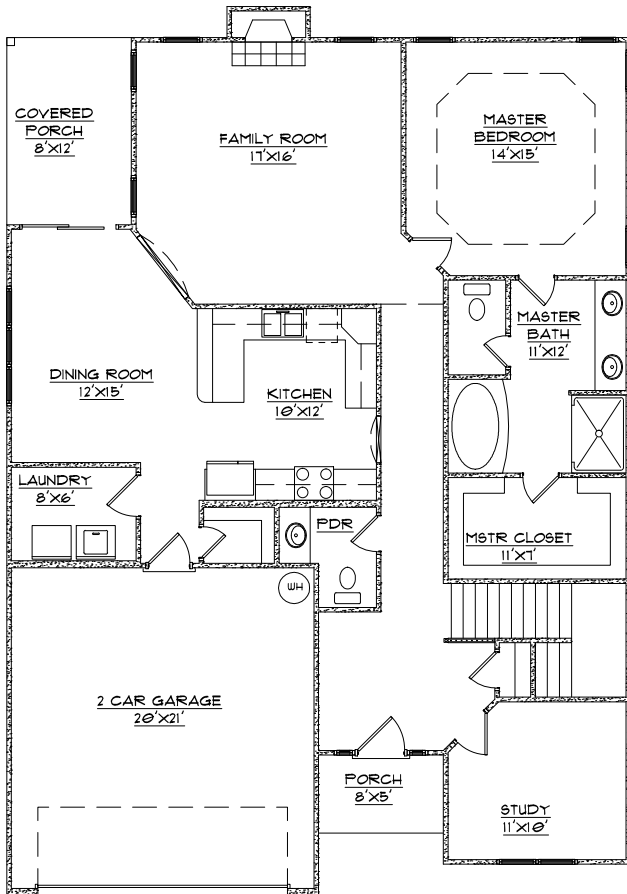 COVERED
PORCH
8'X12'
FAMILY ROOM
17'X16'
MASTER
BEDROOM
14'X15'
MASTER
BATH
11'X12'
DINING ROOM
12'X15'
KITCHEN
10'X12'
LAUNDRY
8'X6'
PDR
MSTR CLOSET
11'X7'
WH
2 CAR GARAGE
20'X21'
PORCH
8'X5'
STUDY
11'X10'